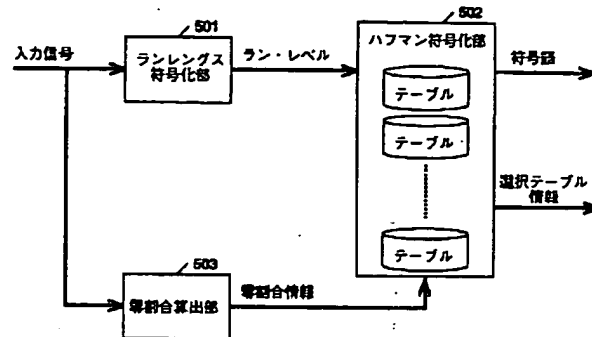 501
502
入力信号
ランレングス
符号化部
ラン・レベル
ハフマン符号化部
テーブル
テーブル
テーブル
符号語
選択テーブル
情報
503
零割合算出部
零割合情報